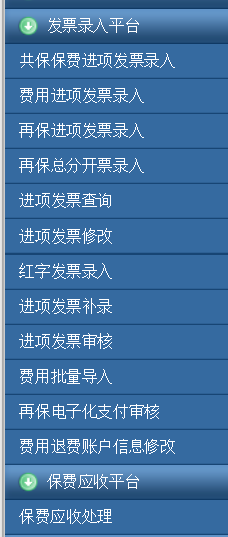 发票录入平台
共保保费进项发票录入
费用进项发票录入
再保进项发票录入
再保总分开票录入
进项发票查询
进项发票修改
红字发票录入
进项发票补录
进项发票审核
费用批量导入
再保电子化支付审核
费用退费账户信息修改
保费应收平台
保费应收处理